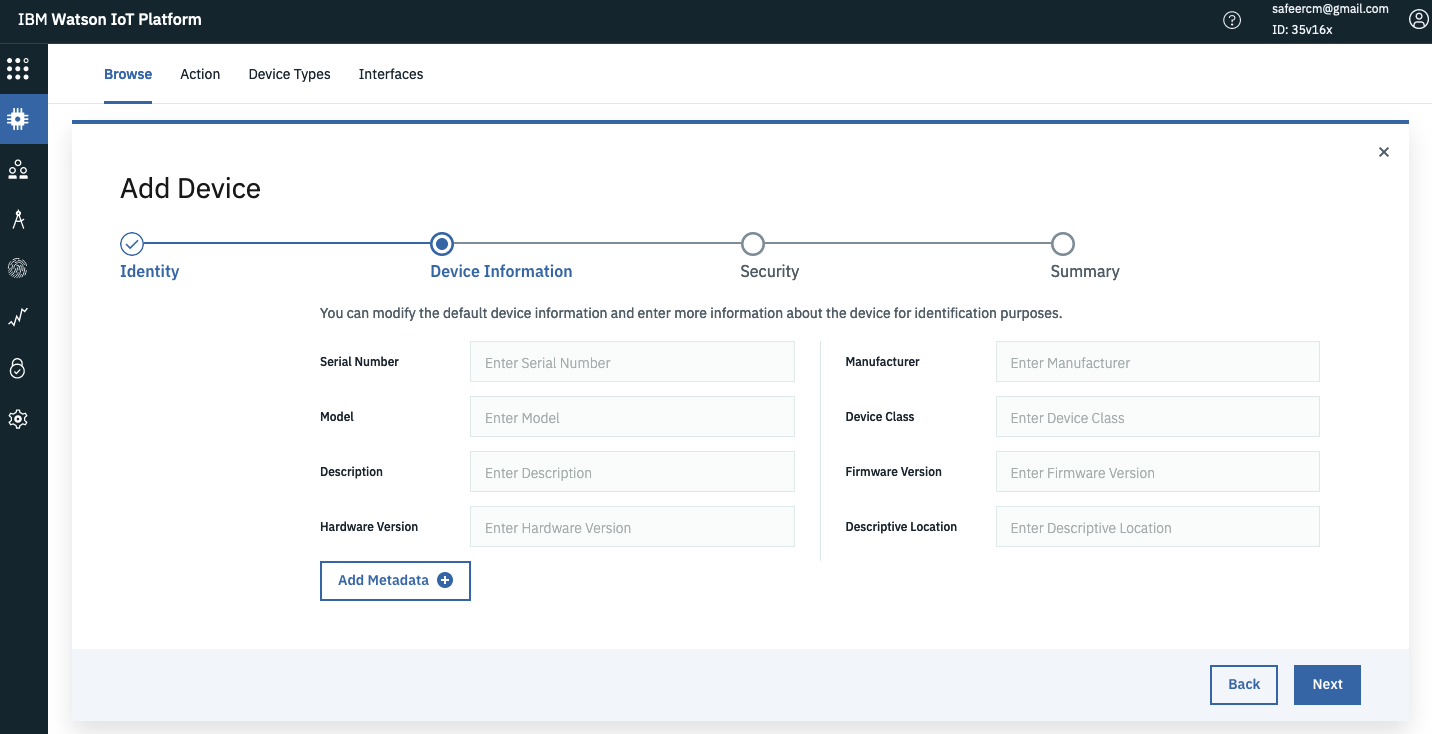 IBM Watson IoT Platform
safeercm@gmail.com
ID: 35v16x
Browse Action Device Types Interfaces
Add Device
Identity Device Information Security Summary
You can modify the default device information and enter more information about the device for identification purposes.
Serial Number Enter Serial Number Manufacturer Enter Manufacturer
Model Enter Model Device Class Enter Device Class
Description Enter Description Firmware Version Enter Firmware Version
Hardware Version Enter Hardware Version Descriptive Location Enter Descriptive Location
Add Metadata
Back Next